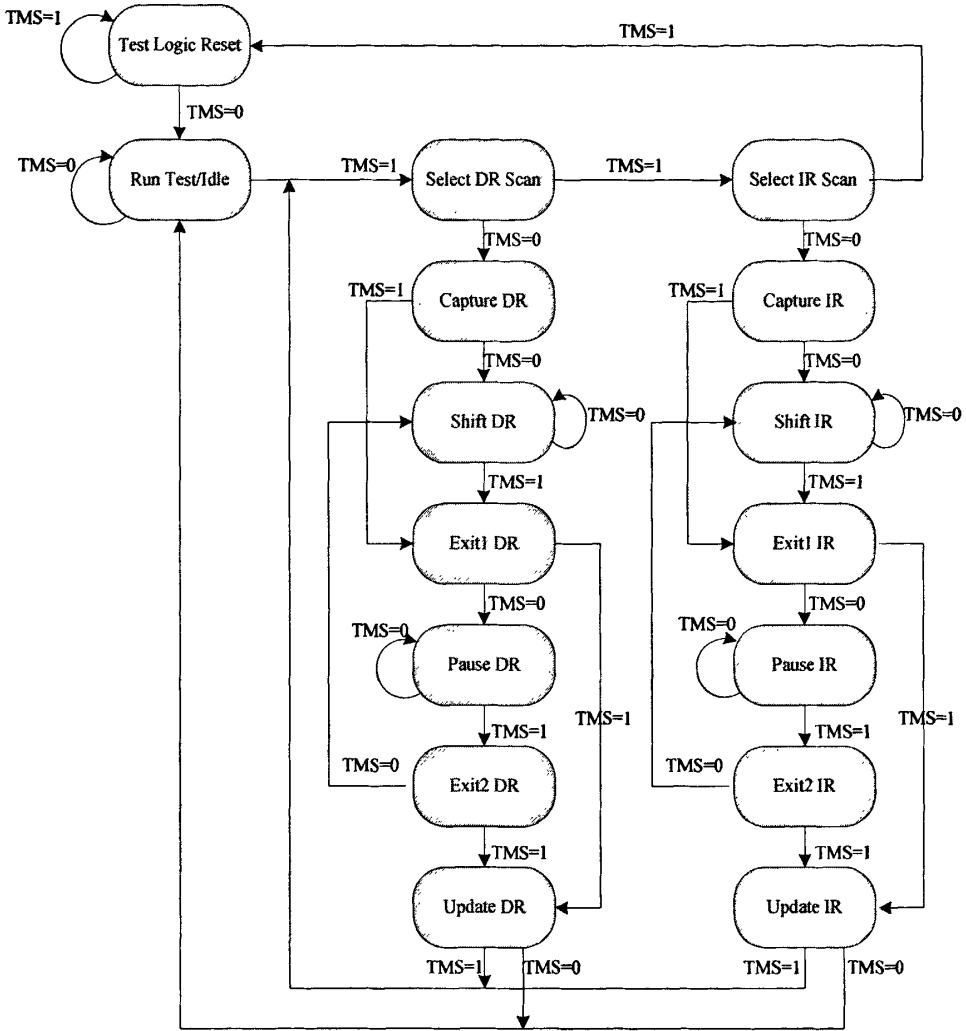 TMS=1
Test Logic Reset
TMS=1
TMS=0
TMS=0
Run Test/Idle
TMS=1
Select DR Scan
TMS=1
Select IR Scan
TMS=0
TMS=0
TMS=1
Capture DR
TMS=1
Capture IR
TMS=0
TMS=0
Shift DR
TMS=0
Shift IR
TMS=0
TMS=1
TMS=1
Exit1 DR
Exit1 IR
TMS=0
TMS=0
TMS=0
TMS=0
Pause DR
Pause IR
TMS=1
TMS=1
TMS=1
TMS=1
TMS=0
Exit2 DR
TMS=0
Exit2 IR
TMS=1
TMS=1
Update DR
Update IR
TMS=1
TMS=0
TMS=1
TMS=0